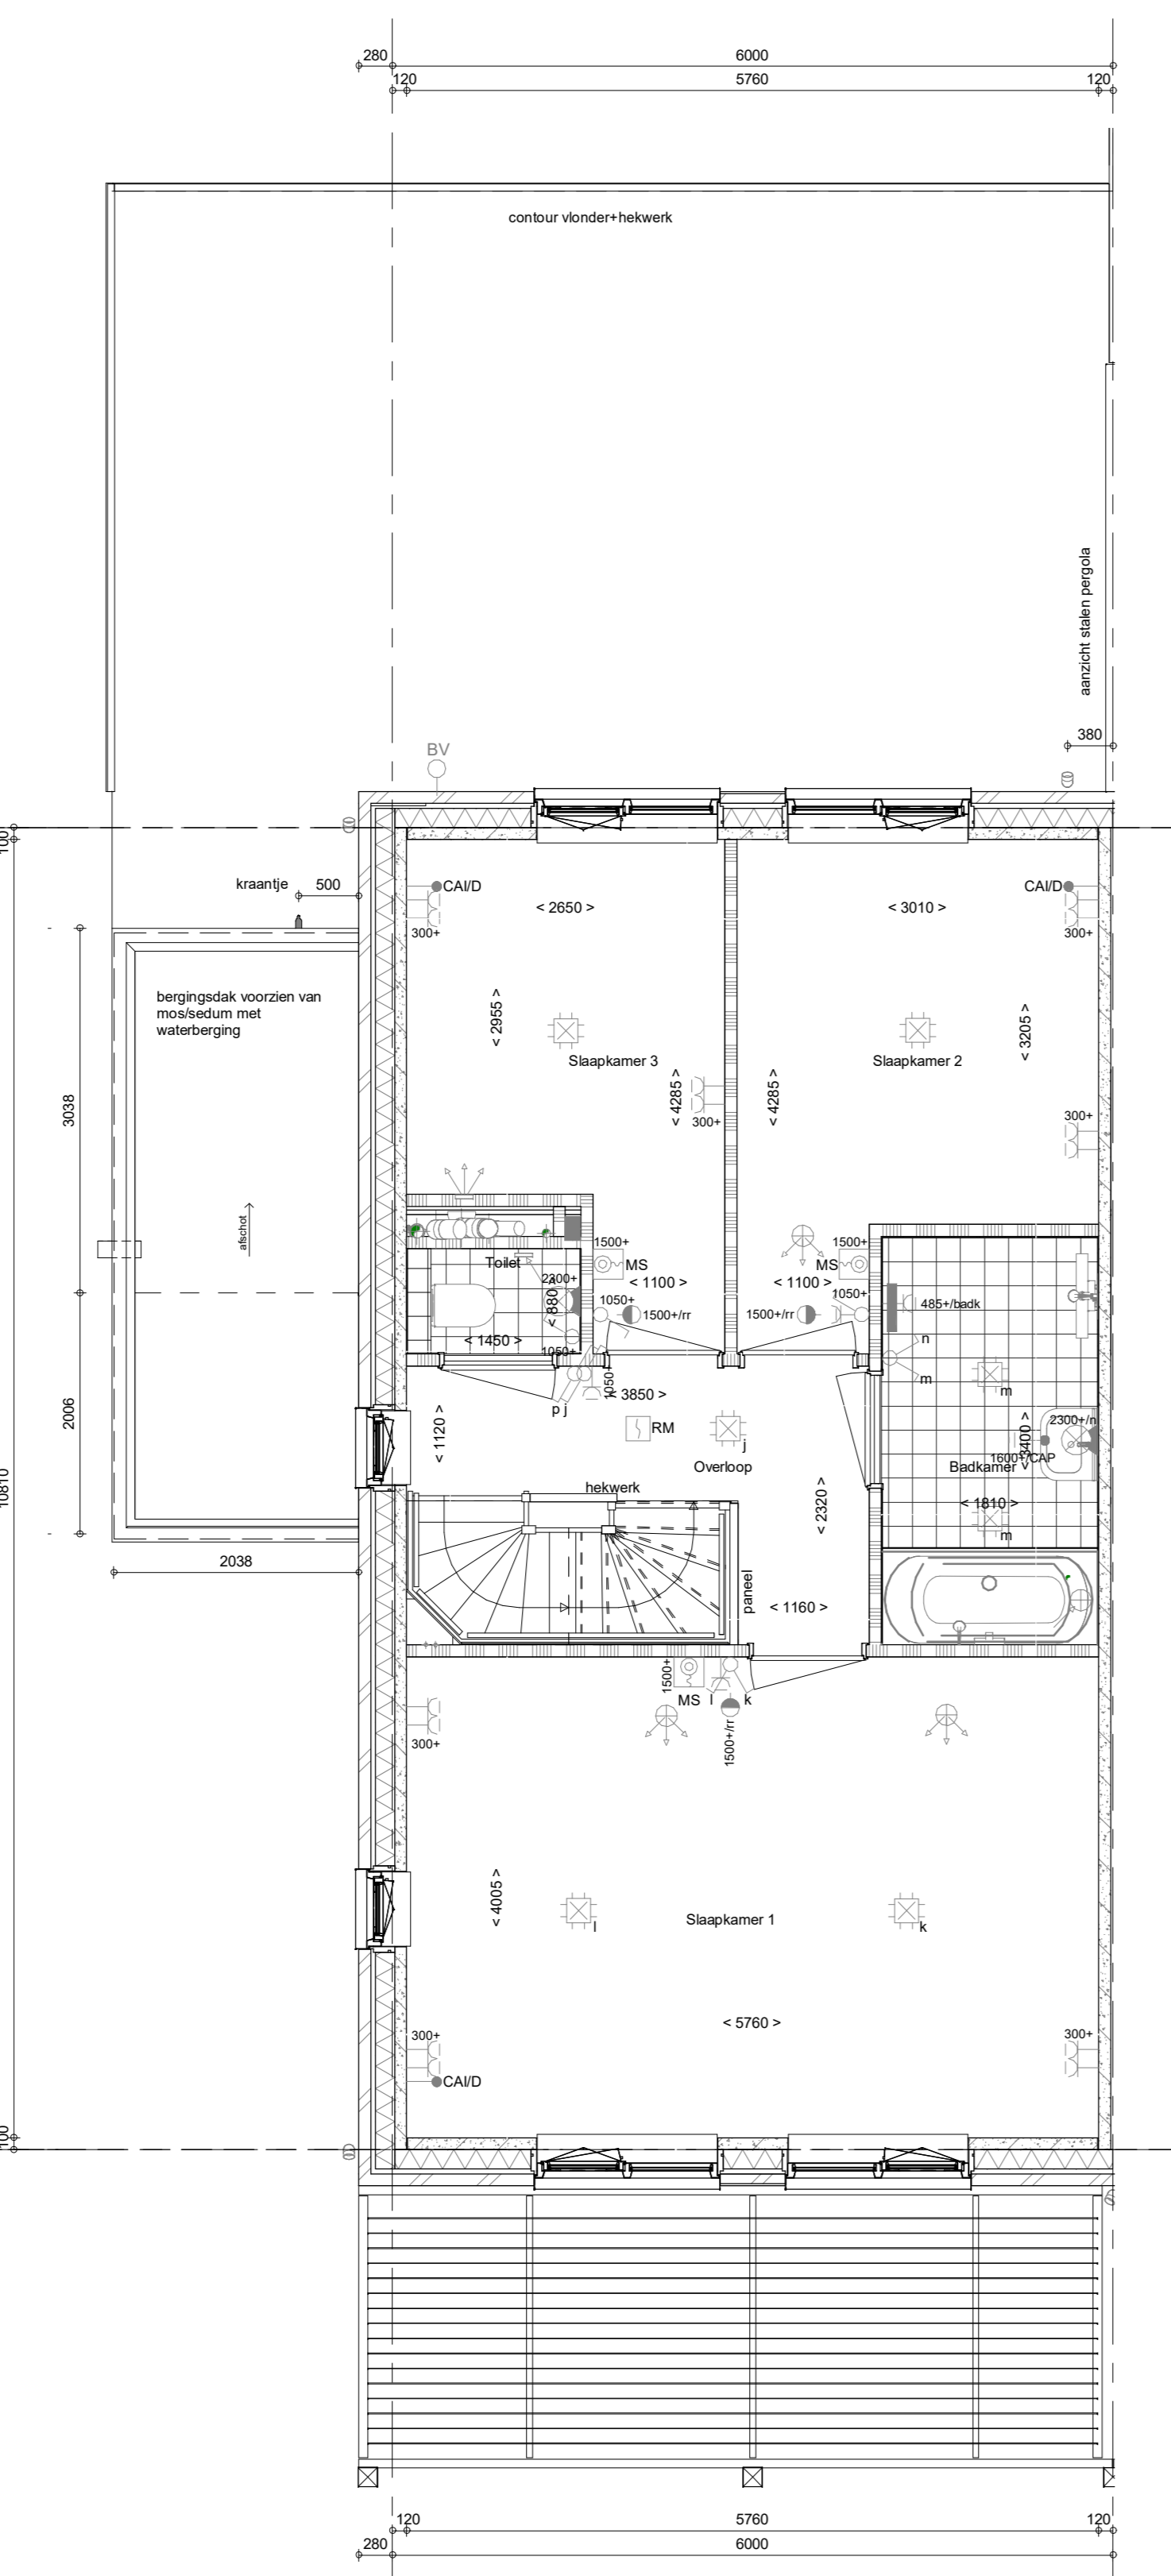 280
6000
120
5760
120
contour vlonder+hekwerk
aanzicht stalen pergola
380
BV
100
kraantje
500
CAI/D
300+
< 2650 >
CAI/D
300+
< 3010 >
bergingsdak voorzien van
mos/sedum met
waterberging
< 2955 >
< 3205 >
Slaapkamer 3
Slaapkamer 2
< 4285 >
< 4285 >
300+
300+
3038
afschot
1500+
MS
1500+
MS
Toilet
2300+
< 880 >
< 1100 >
< 1100 >
1050+
1050+
1500+/rr
1500+/rr
485+/badk
< 1450 >
1050+
1050+
n
m
m
p j
< 3850 >
2006
< 1120 >
RM
j
2300+/n
< 3400 >
1600+/CAP
Overloop
Badkamer
hekwerk
10810
< 2320 >
< 1810 >
m
2038
paneel
< 1160 >
1500+
MS
l
k
1500+/rr
300+
< 4005 >
Slaapkamer 1
l
k
< 5760 >
300+
300+
CAI/D
100
120
5760
120
280
6000